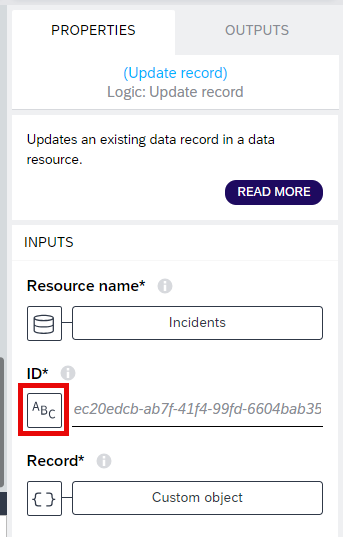 PROPERTIES
OUTPUTS
(Update record)
Logic: Update record
Updates an existing data record in a data
resource.
READ MORE
INPUTS
Resource name*
Incidents
ID*
ABC
ec20edcb-ab7f-41f4-99fd-6604bab35
Record*
Custom object